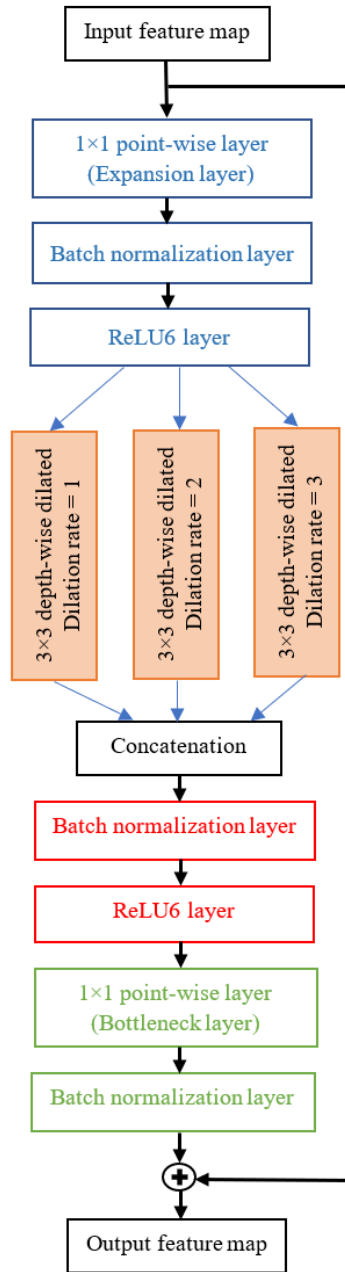 Input feature map
1×1 point-wise layer
(Expansion layer)
Batch normalization layer
ReLU6 layer
3×3 depth-wise dilated
Dilation rate = 1
3×3 depth-wise dilated
Dilation rate = 2
3×3 depth-wise dilated
Dilation rate = 3
Concatenation
Batch normalization layer
ReLU6 layer
1×1 point-wise layer
(Bottleneck layer)
Batch normalization layer
+
Output feature map